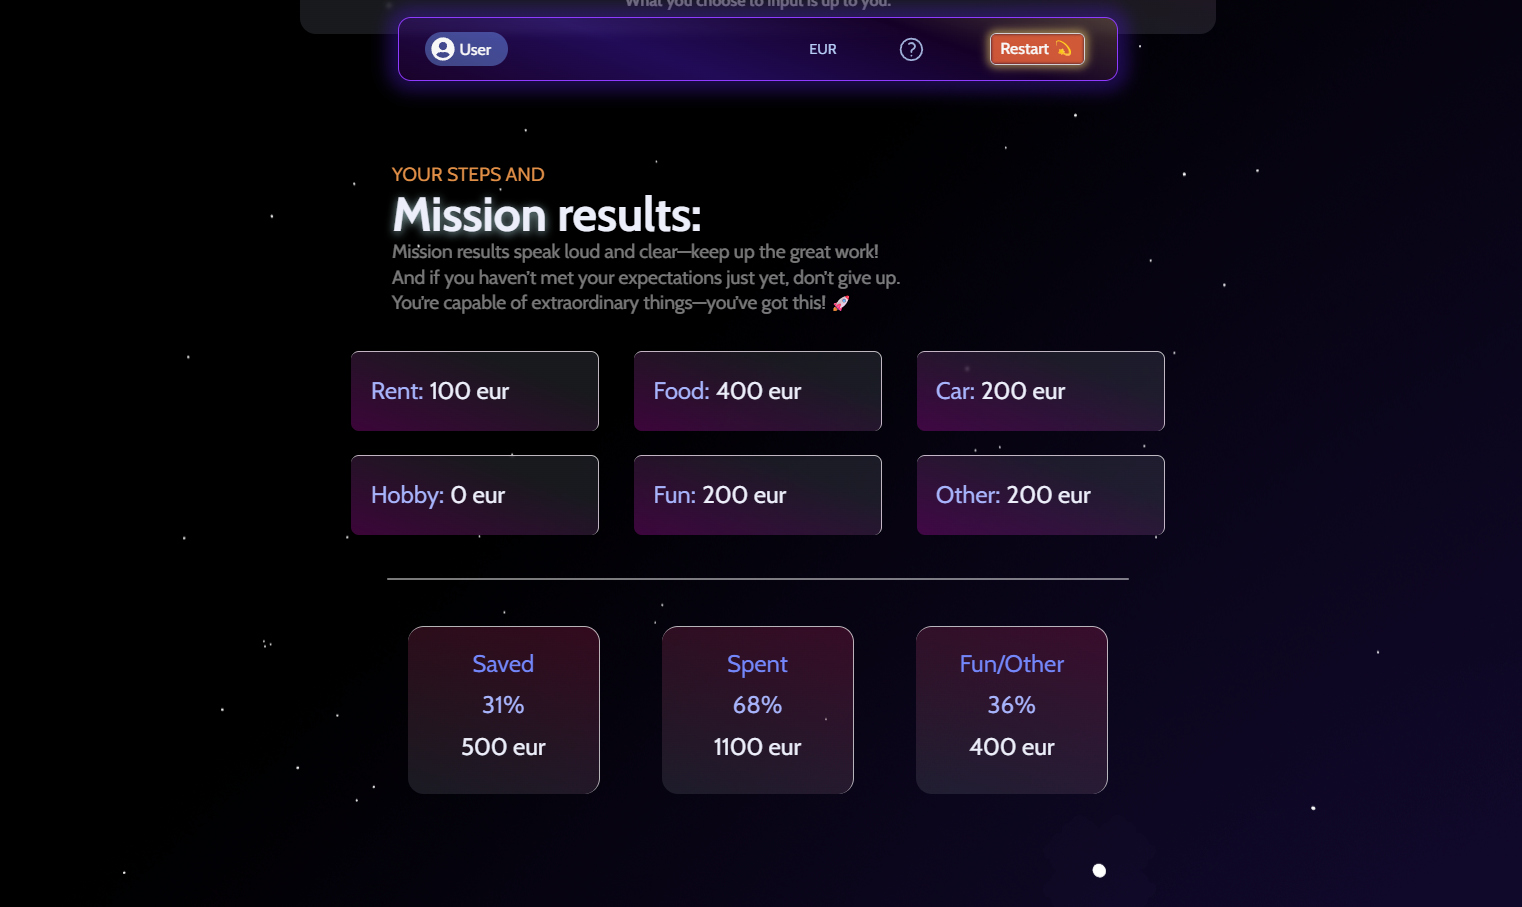 What you choose to input is up to you.
User
EUR
Restart
YOUR STEPS AND
Mission results:
Mission results speak loud and clear—keep up the great work!
And if you haven't met your expectations just yet, don't give up.
You're capable of extraordinary things—you've got this! 🚀
Rent: 100 eur
Food: 400 eur
Car: 200 eur
Hobby: 0 eur
Fun: 200 eur
Other: 200 eur
Saved
31%
500 eur
Spent
68%
1100 eur
Fun/Other
36%
400 eur